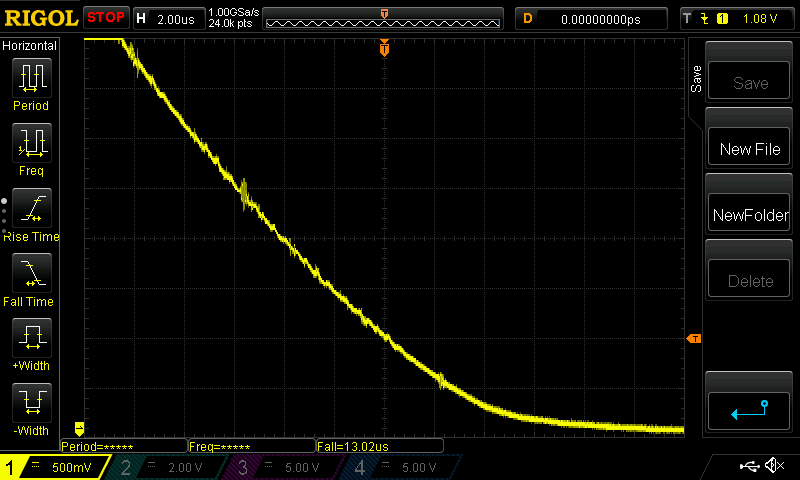 RIGOL STOP H 2.00us 1.00GSa/s 24.0k pts T D 0.00000000ps T 1 1.08 V
Horizontal
Period
Freq
Rise Time
Fall Time
+Width
-Width
T
T
Save
Save
New File
NewFolder
Delete
Period=***** Freq=***** Fall=13.02us
1 500mV 2 2.00 V 3 5.00 V 4 5.00 V